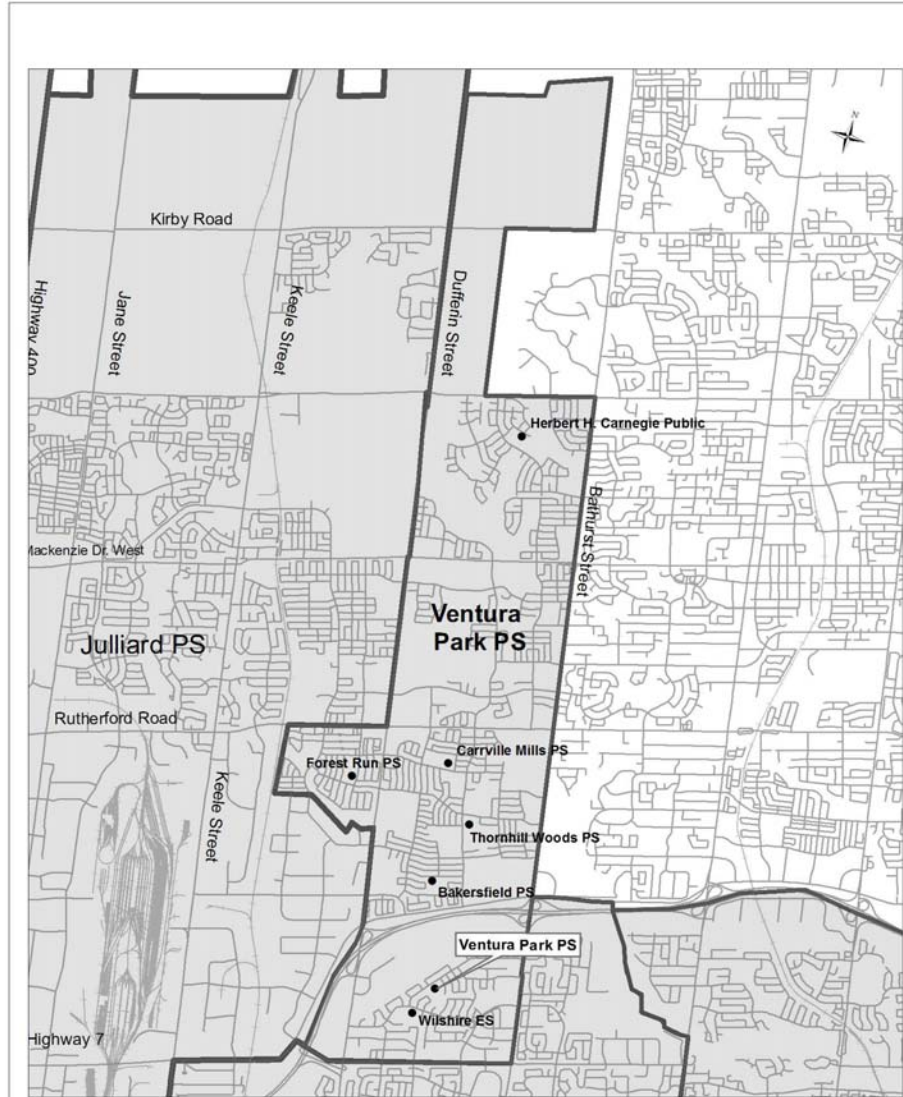 N
Kirby Road
Highway 400
Jane Street
Keele Street
Dufferin Street
Herbert H. Carnegie Public
Bathurst Street
Mackenzie Dr. West
Ventura
Park PS
Julliard PS
Rutherford Road
Keele Street
Forest Run PS
Carrville Mills PS
Thornhill Woods PS
Bakersfield PS
Ventura Park PS
Wilshire ES
Highway 7